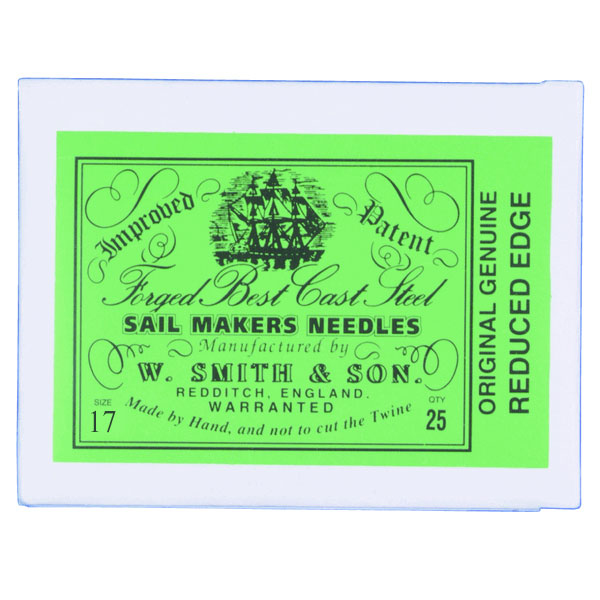 Improved
Patent
Forged Best Cast Steel
SAIL MAKERS NEEDLES
Manufactured by
W. SMITH & SON.
REDDITCH, ENGLAND.
WARRANTED
Made by Hand, and not to cut the Twine
SIZE
17
QTY
25
ORIGINAL GENUINE
REDUCED EDGE